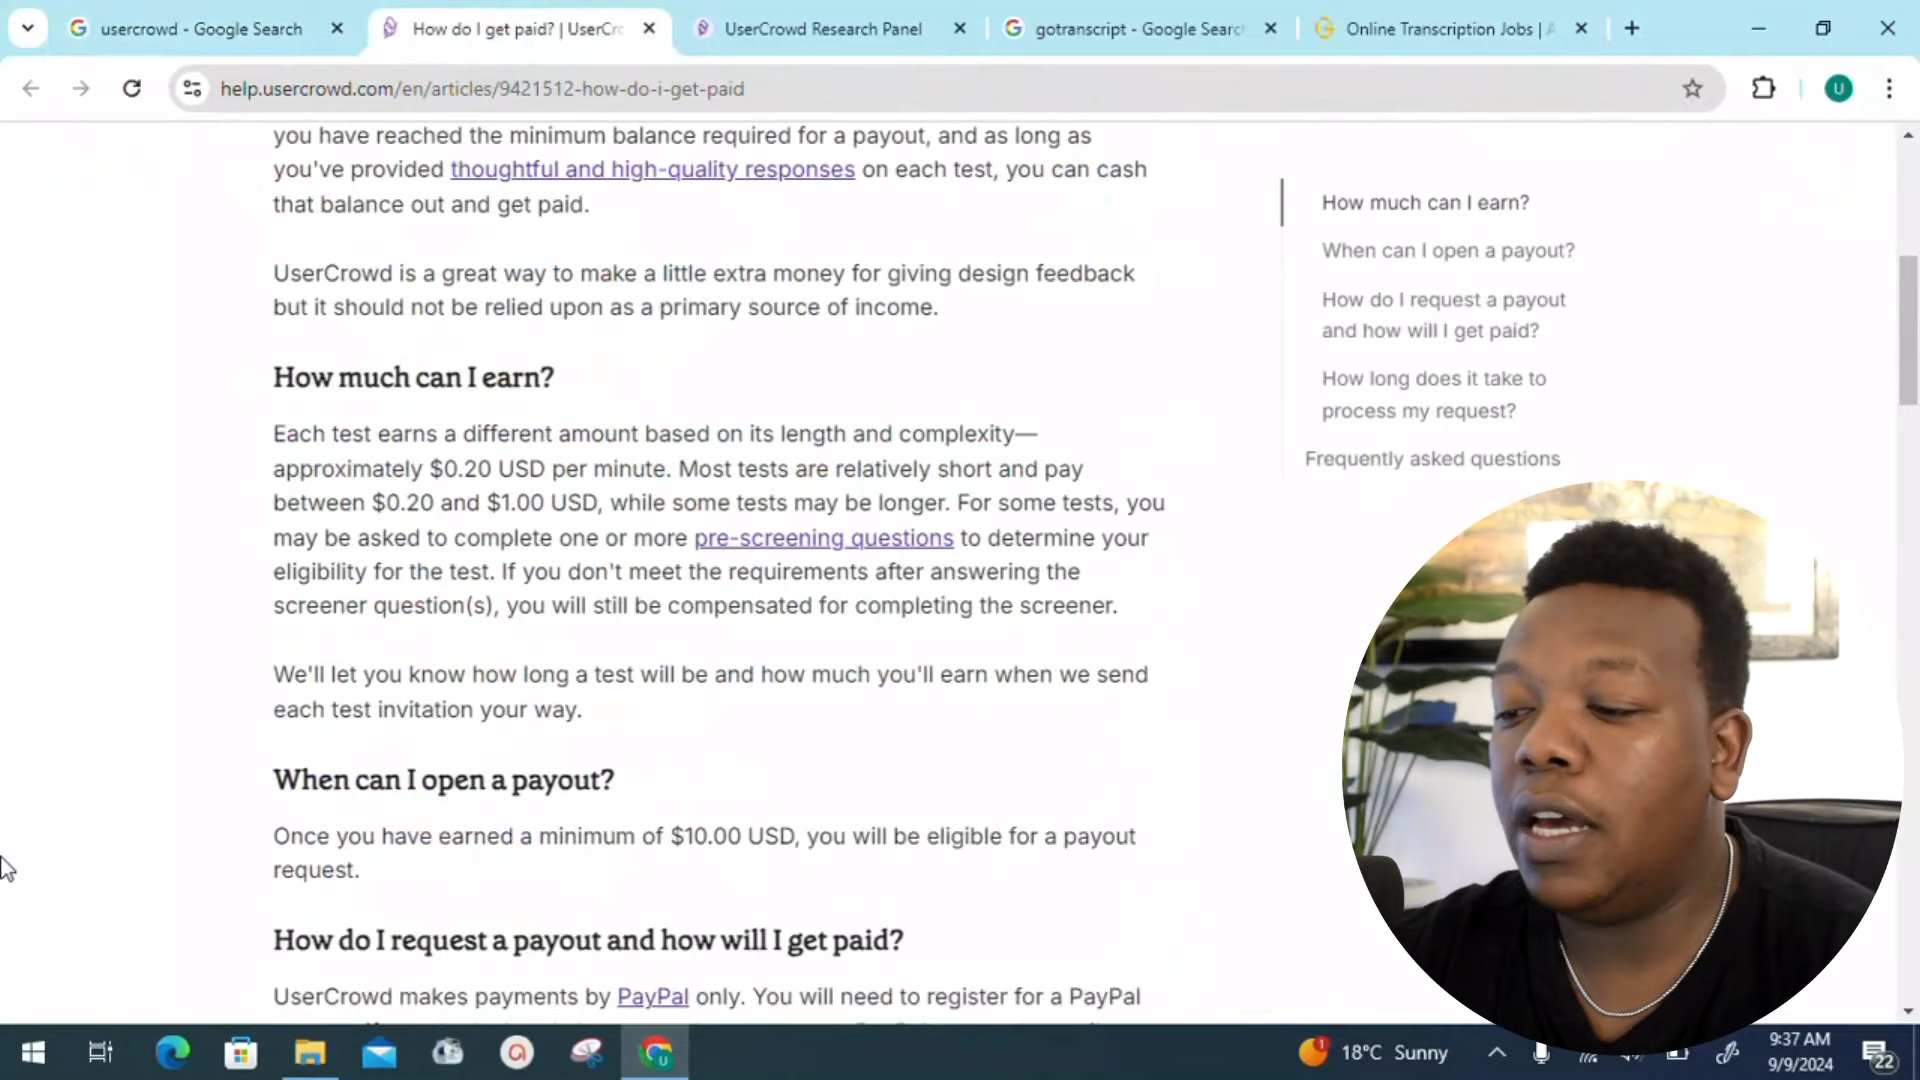 usercrowd - Google Search
How do I get paid? | UserCr
UserCrowd Research Panel
gotranscript - Google Searc
Online Transcription Jobs | A
help.usercrowd.com/en/articles/9421512-how-do-i-get-paid
U
you have reached the minimum balance required for a payout, and as long as
you've provided thoughtful and high-quality responses on each test, you can cash
that balance out and get paid.
UserCrowd is a great way to make a little extra money for giving design feedback
but it should not be relied upon as a primary source of income.
How much can I earn?
Each test earns a different amount based on its length and complexity—
approximately $0.20 USD per minute. Most tests are relatively short and pay
between $0.20 and $1.00 USD, while some tests may be longer. For some tests, you
may be asked to complete one or more pre-screening questions to determine your
eligibility for the test. If you don't meet the requirements after answering the
screener question(s), you will still be compensated for completing the screener.
We'll let you know how long a test will be and how much you'll earn when we send
each test invitation your way.
When can I open a payout?
Once you have earned a minimum of $10.00 USD, you will be eligible for a payout
request.
How do I request a payout and how will I get paid?
UserCrowd makes payments by PayPal only. You will need to register for a PayPal
How much can I earn?
When can I open a payout?
How do I request a payout
and how will I get paid?
How long does it take to
process my request?
Frequently asked questions
1
18°C Sunny
9:37 AM
9/9/2024
22